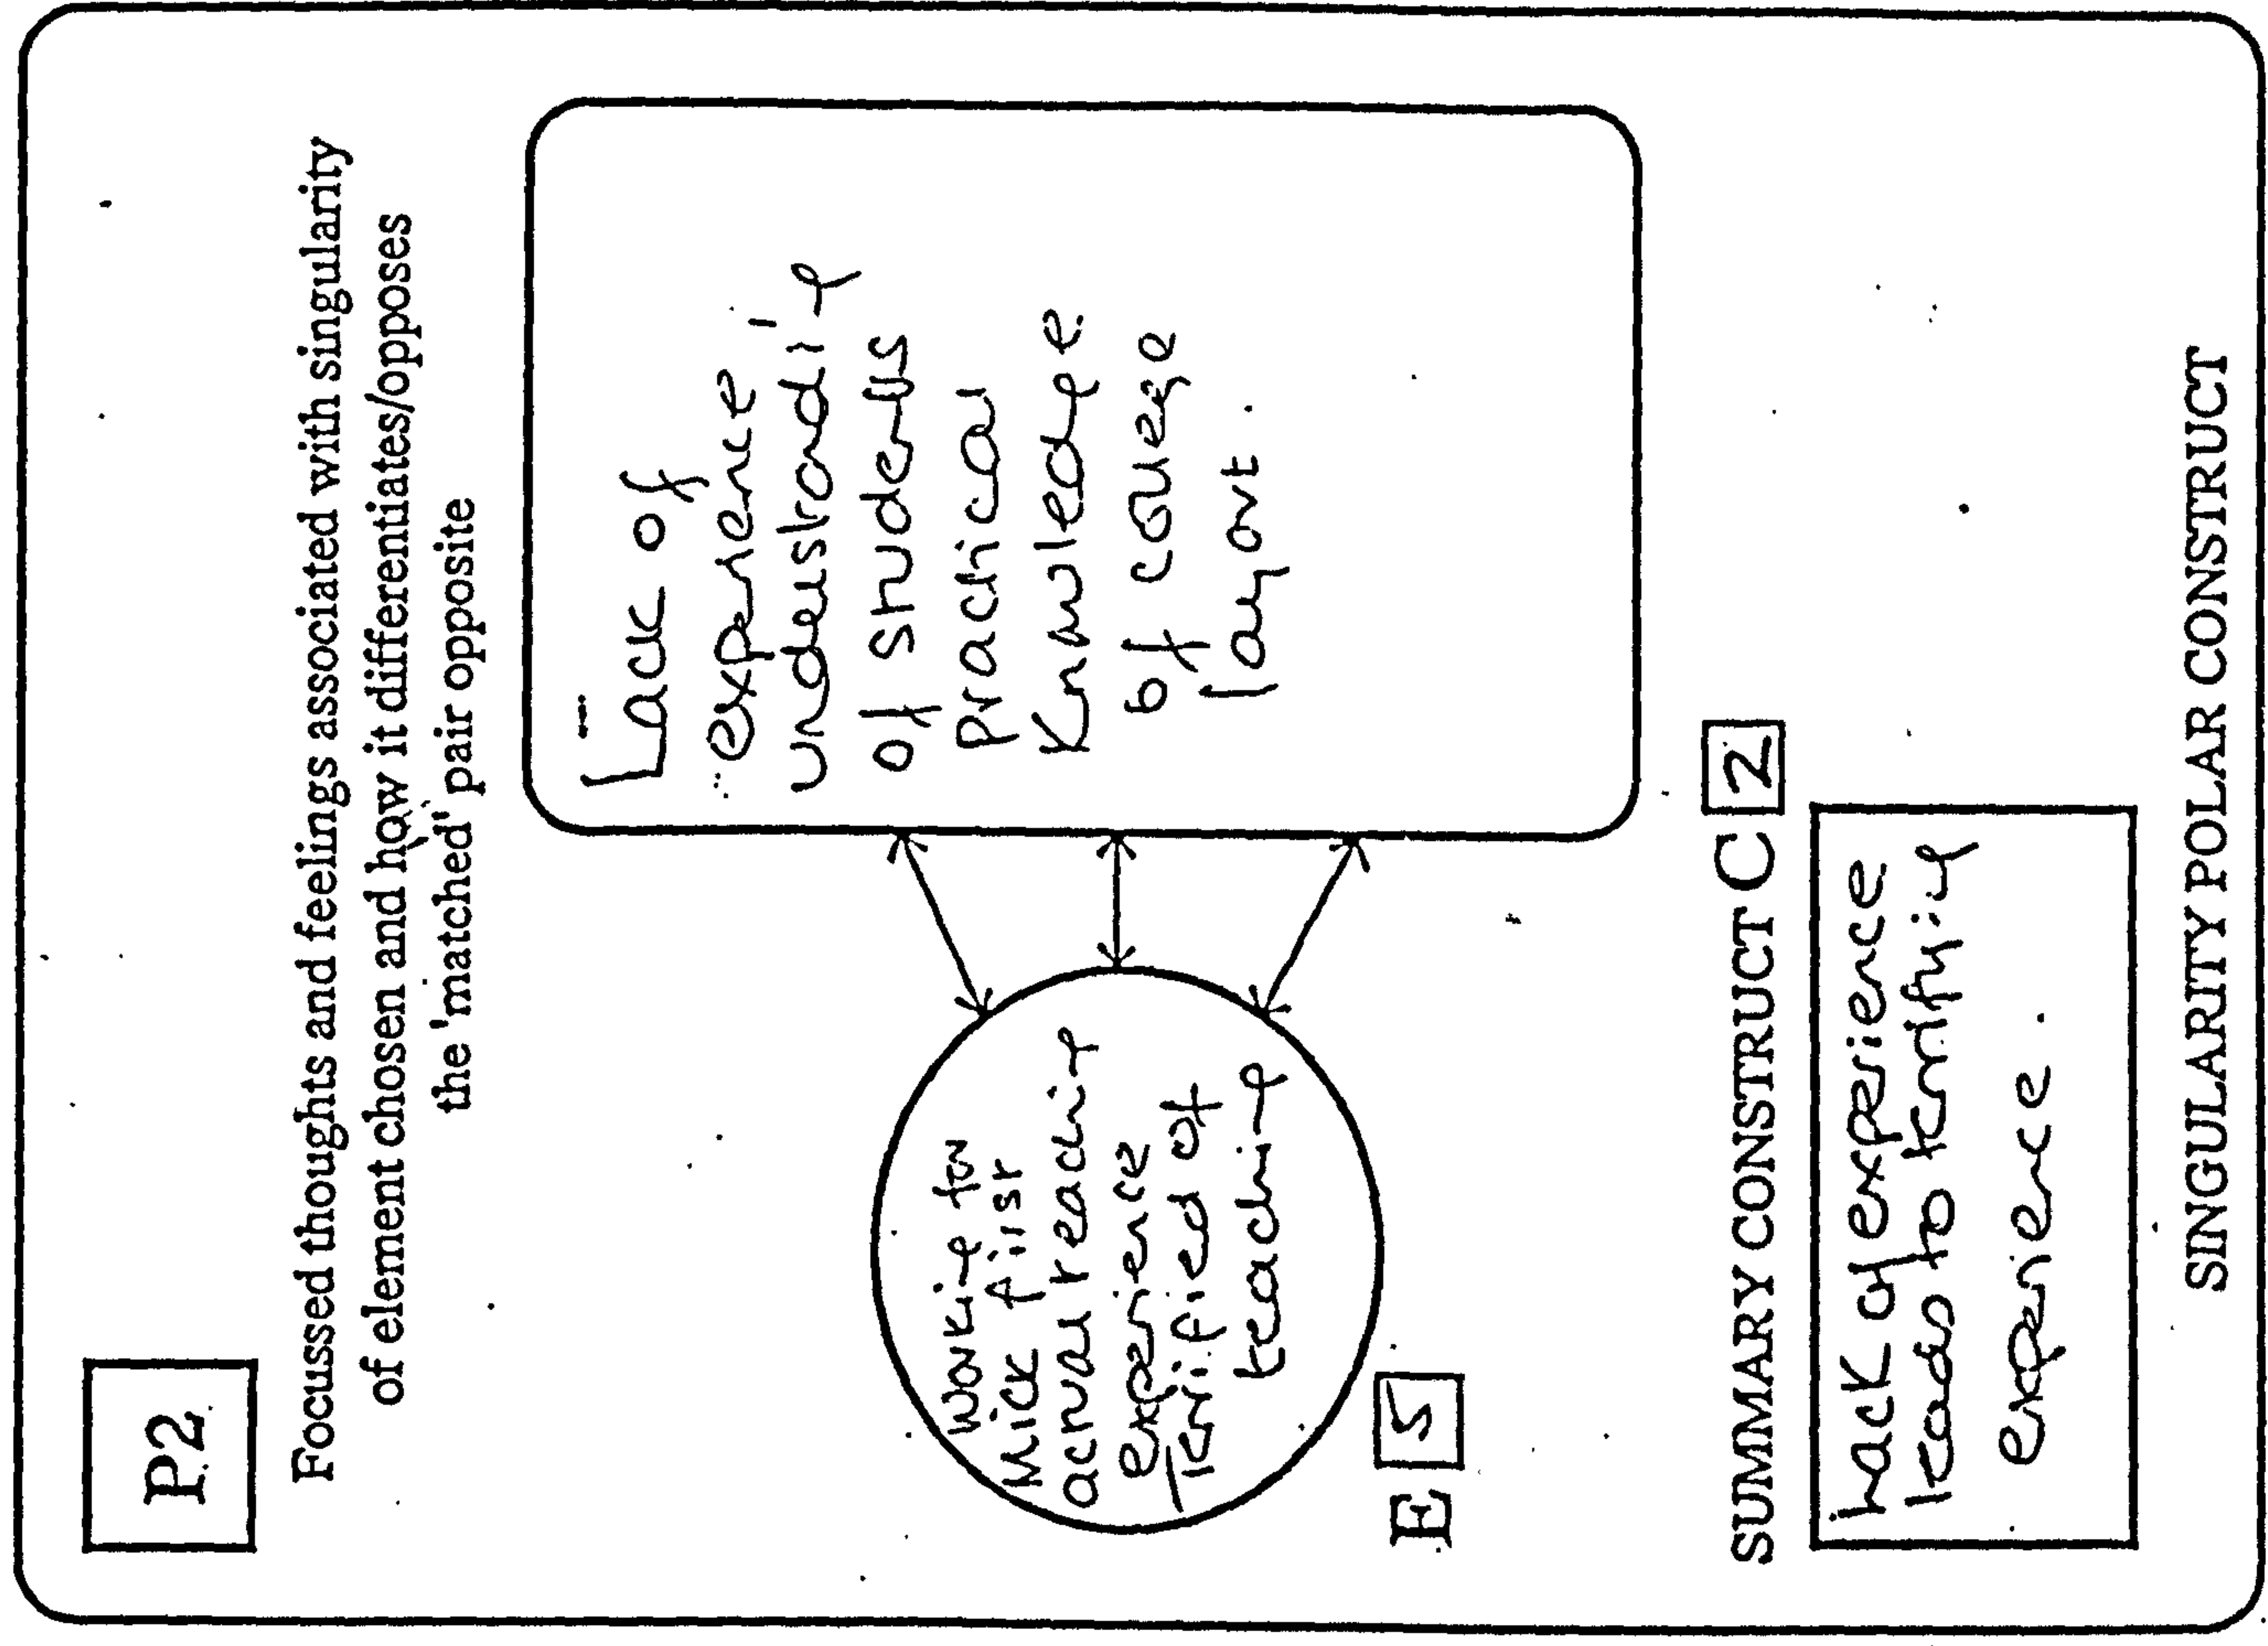 P2
Focussed thoughts and feelings associated with singularity
of element chosen and how it differentiates/opposes
the 'matched' pair opposite
Working for
Mick first
actual teaching
experience
terrified of
teaching
E 5
Lack of
experience
understanding
of students
practical
Knowledge
of course
layout.
SUMMARY CONSTRUCT C 2
Lack of experience
leads to terrifying
experience.
SINGULARITY POLAR CONSTRUCT